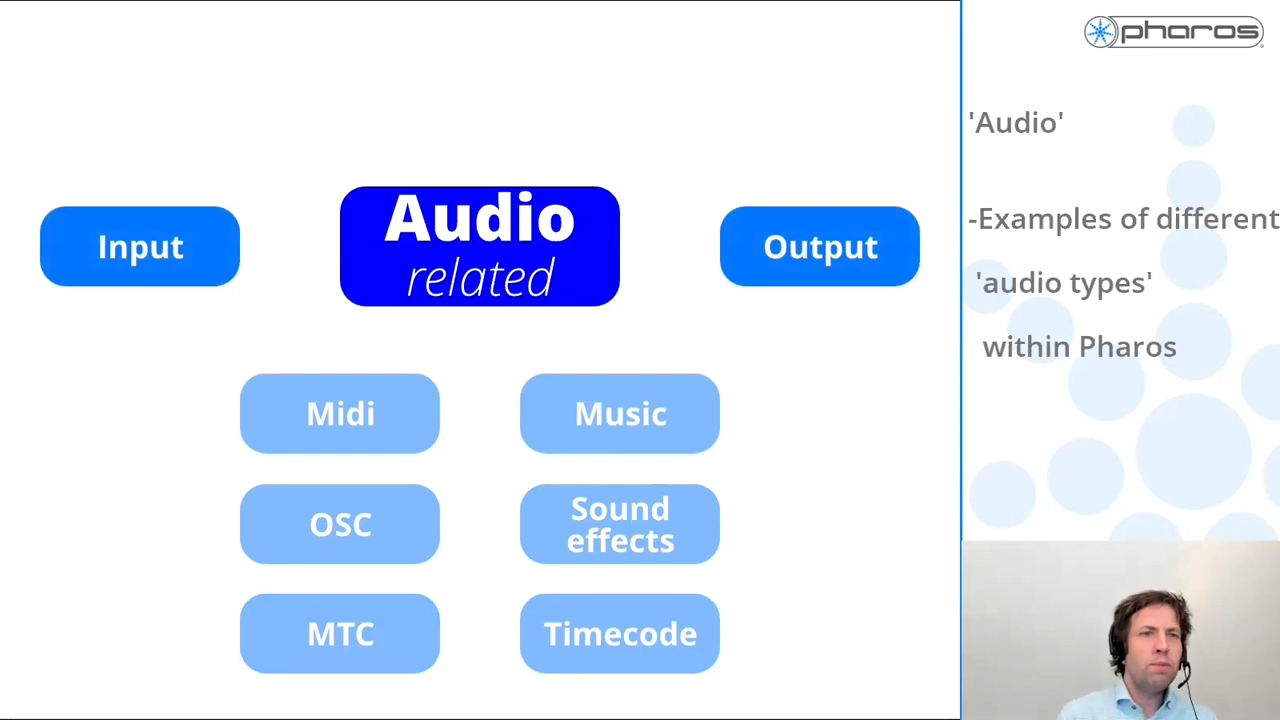 pharos
Input
Audio
related
Output
Midi
Music
OSC
Sound
effects
MTC
Timecode
'Audio'
-Examples of different
'audio types'
within Pharos